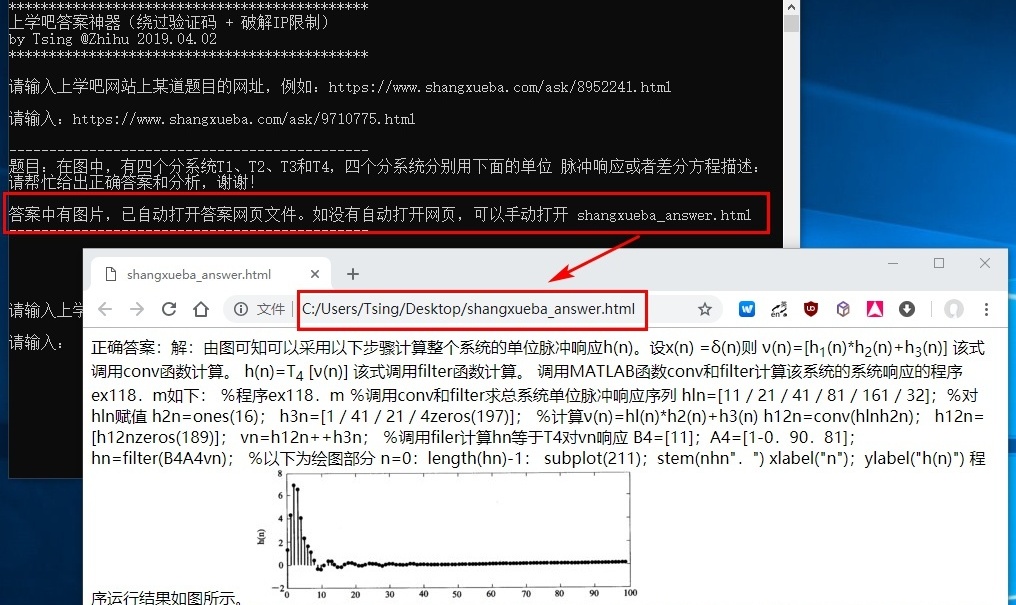 **********************************************
上学吧答案神器（绕过验证码 + 破解IP限制）
by Tsing @Zhihu 2019.04.02
**********************************************
请输入上学吧网站上某道题目的网址，例如：https://www.shangxueba.com/ask/8952241.html
请输入：https://www.shangxueba.com/ask/9710775.html
----------------------------------------------
题目：在图中，有四个分系统T1、T2、T3和T4，四个分系统分别用下面的单位 脉冲响应或者差分方程描述：
请帮忙给出正确答案和分析，谢谢！
答案中有图片，已自动打开答案网页文件。如没有自动打开网页，可以手动打开 shangxueba_answer.html
----------------------------------------------
请输入上学
请输入：
shangxueba_answer.html
文件
C:/Users/Tsing/Desktop/shangxueba_answer.html
正确答案：解：由图可知可以采用以下步骤计算整个系统的单位脉冲响应h(n)。设x(n) =δ(n)则 v(n)=[h1(n)*h2(n)+h3(n)] 该式
调用conv函数计算。 h(n)=T4 [v(n)] 该式调用filter函数计算。 调用MATLAB函数conv和filter计算该系统的系统响应的程序
ex118．m如下： %程序ex118．m %调用conv和filter求总系统单位脉冲响应序列 hln=[11 / 21 / 41 / 81 / 161 / 32]；%对
hln赋值 h2n=ones(16)； h3n=[1 / 41 / 21 / 4zeros(197)]； %计算v(n)=hl(n)*h2(n)+h3(n) h12n=conv(hlnh2n)； h12n=
[h12nzeros(189)]； vn=h12n++h3n； %调用filer计算hn等于T4对vn响应 B4=[11]；A4=[1-0．90．81]；
hn=filter(B4A4vn)； %以下为绘图部分 n=0：length(hn)-1： subplot(211)；stem(nhn"．") xlabel("n")；ylabel("h(n)") 程
8
6
4
2
0
−2
h(n)
0 10 20 30 40 50 60 70 80 90 100
序运行结果如图所示。